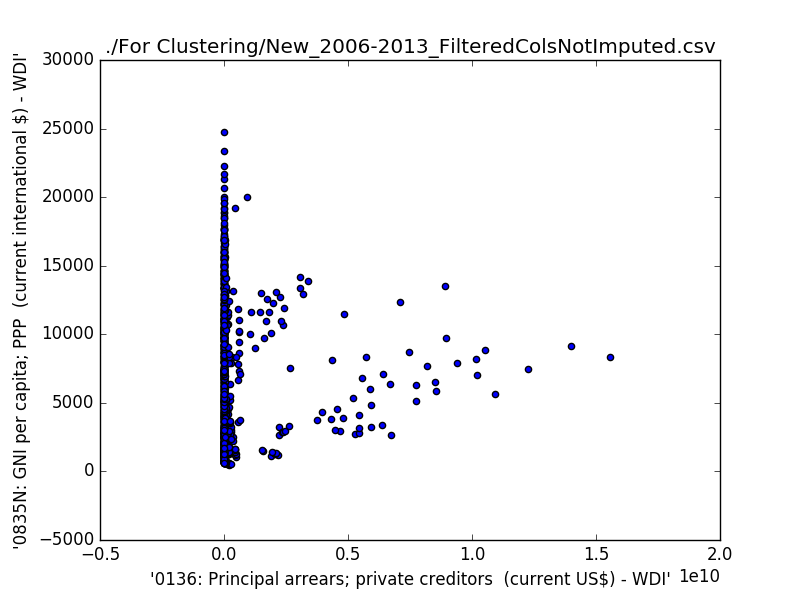 ./For Clustering/New_2006-2013_FilteredColsNotImputed.csv
30000
25000
20000
15000
10000
5000
0
−5000
'0835N: GNI per capita; PPP  (current international $) - WDI'
−0.5 0.0 0.5 1.0 1.5 2.0
1e10
'0136: Principal arrears; private creditors  (current US$) - WDI'